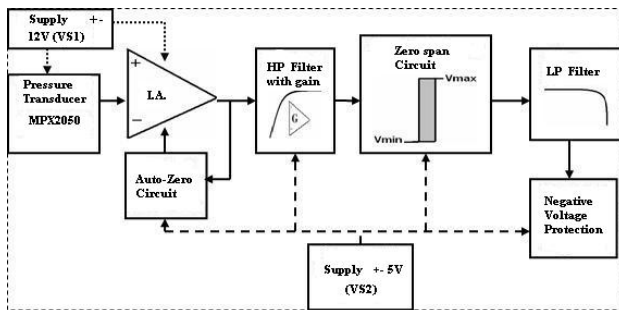 Supply +-
12V (VS1)
Pressure
Transducer
MPX2050
+
I.A.
−
Auto-Zero
Circuit
HP Filter
with gain
G
Zero span
Circuit
Vmax
Vmin
LP Filter
Negative
Voltage
Protection
Supply +- 5V
(VS2)